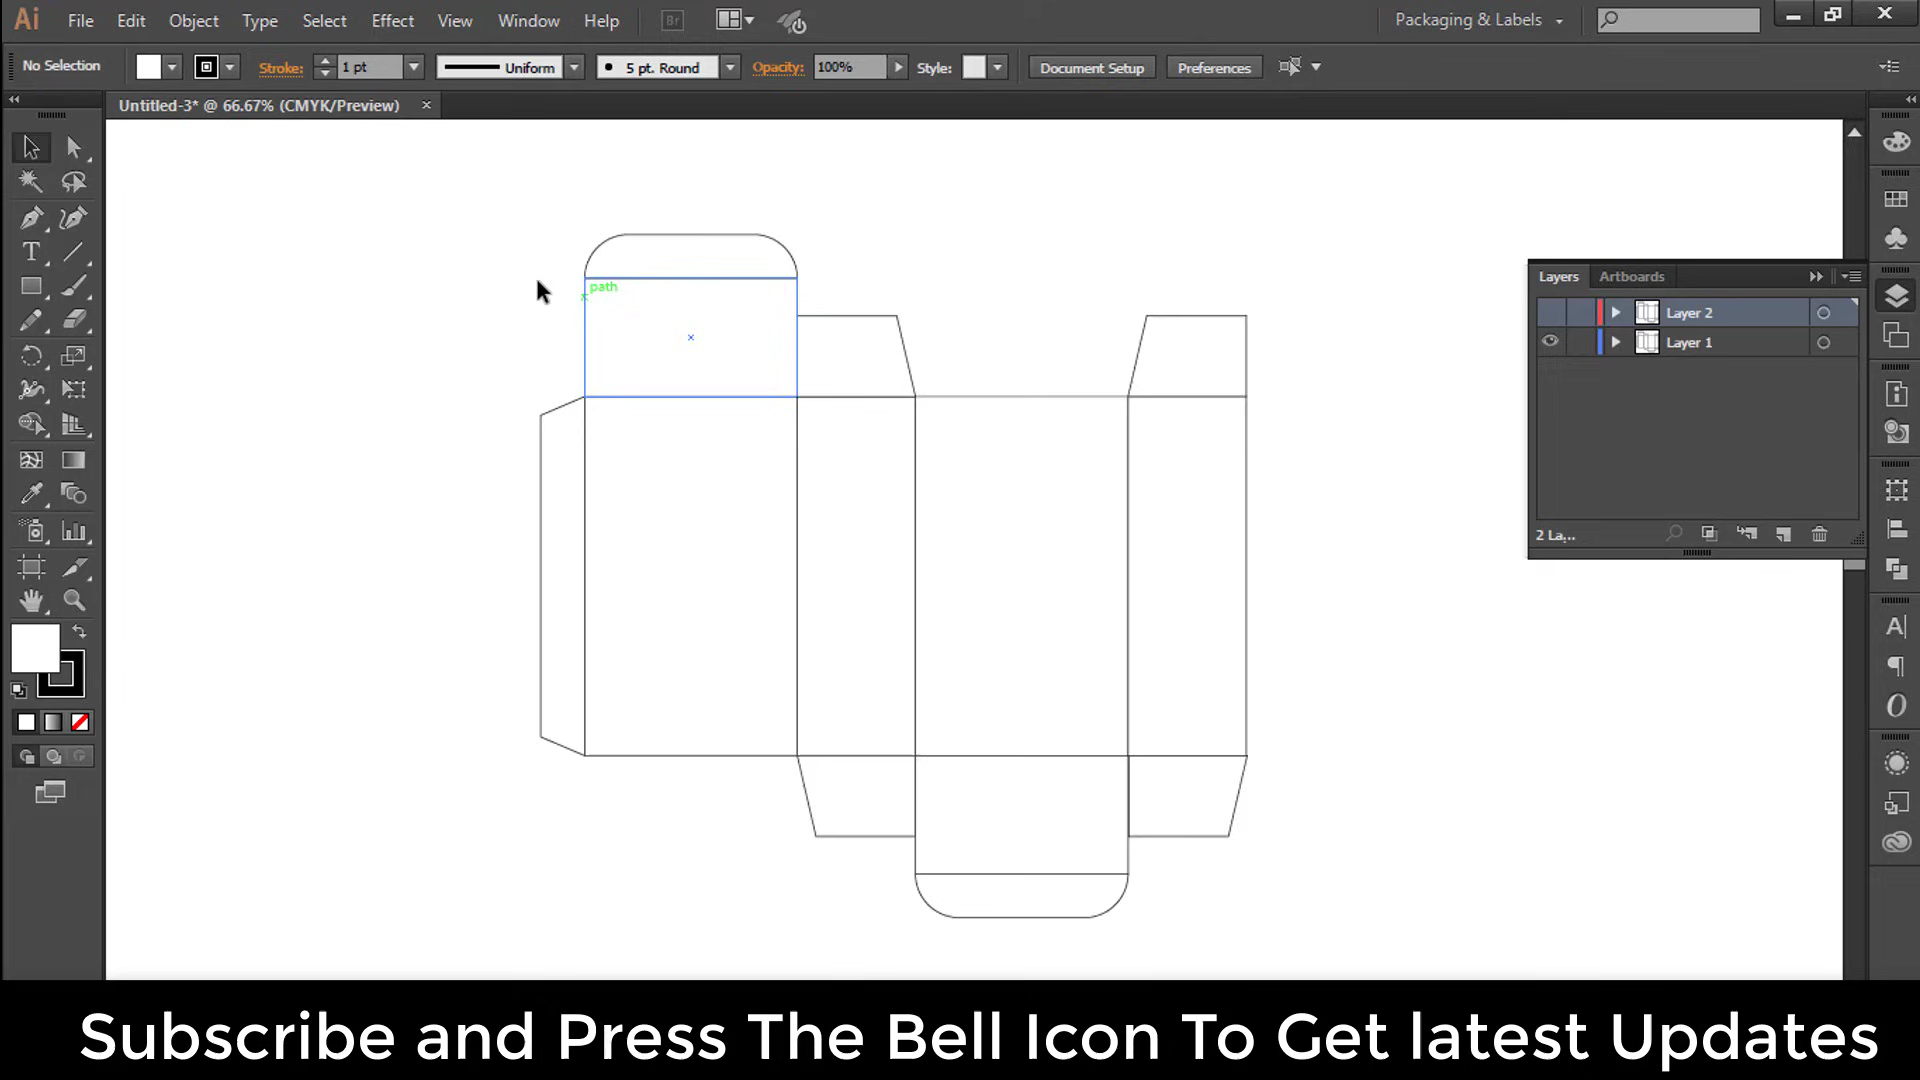 Ai File Edit Object Type Select Effect View Window Help Br Packaging & Labels
No Selection Stroke: 1 pt Uniform 5 pt. Round Opacity: 100% Style: Document Setup Preferences
Untitled-3* @ 66.67% (CMYK/Preview)
path
Layers Artboards
Layer 2
Layer 1
2 La...
Subscribe and Press The Bell Icon To Get latest Updates